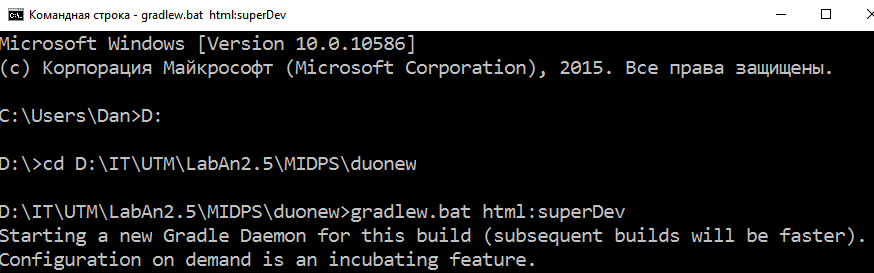 Командная строка - gradlew.bat html:superDev
Microsoft Windows [Version 10.0.10586]
(c) Корпорация Майкрософт (Microsoft Corporation), 2015. Все права защищены.
C:\Users\Dan>D:
D:\>cd D:\IT\UTM\LabAn2.5\MIDPS\duonew
D:\IT\UTM\LabAn2.5\MIDPS\duonew>gradlew.bat html:superDev
Starting a new Gradle Daemon for this build (subsequent builds will be faster).
Configuration on demand is an incubating feature.